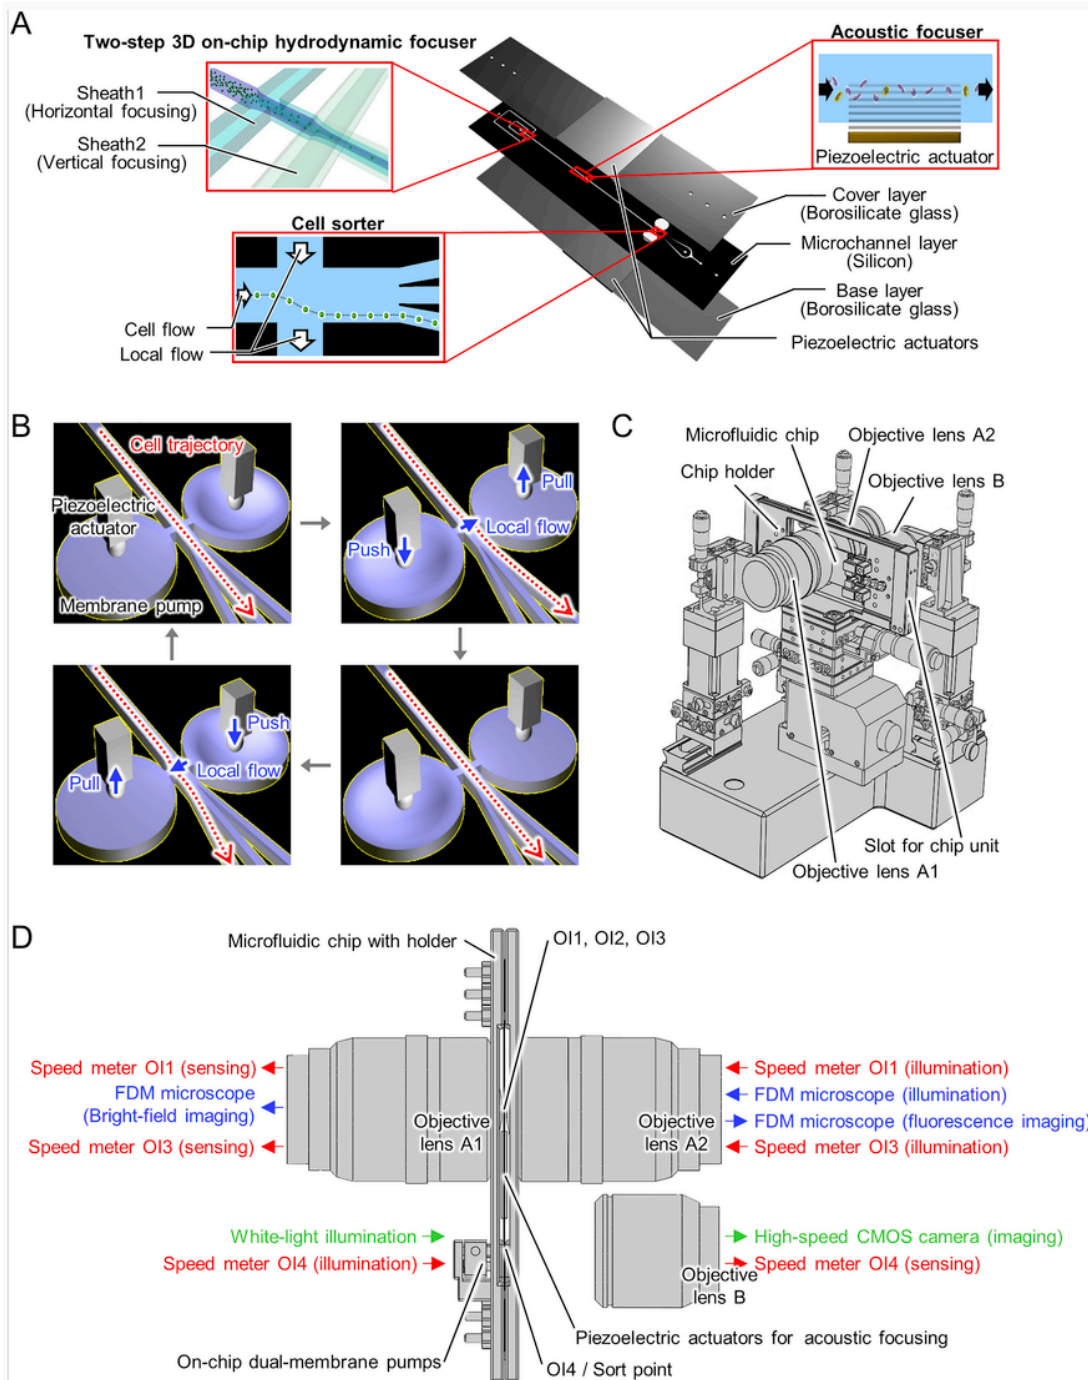 A
Two-step 3D on-chip hydrodynamic focuser
Acoustic focuser
Sheath1
(Horizontal focusing)
Sheath2
(Vertical focusing)
Piezoelectric actuator
Cover layer
(Borosilicate glass)
Cell sorter
Microchannel layer
(Silicon)
Base layer
(Borosilicate glass)
Cell flow
Local flow
Piezoelectric actuators
B
Cell trajectory
Piezoelectric
actuator
Membrane pump
Pull
Local flow
Push
Push
Local flow
Pull
C
Microfluidic chip
Objective lens A2
Chip holder
Objective lens B
Slot for chip unit
Objective lens A1
D
Microfluidic chip with holder
OI1, OI2, OI3
Speed meter OI1 (sensing)
FDM microscope
(Bright-field imaging)
Speed meter OI3 (sensing)
Objective
lens A1
Objective
lens A2
Speed meter OI1 (illumination)
FDM microscope (illumination)
FDM microscope (fluorescence imaging)
Speed meter OI3 (illumination)
White-light illumination
Speed meter OI4 (illumination)
High-speed CMOS camera (imaging)
Speed meter OI4 (sensing)
Objective
lens B
Piezoelectric actuators for acoustic focusing
On-chip dual-membrane pumps
OI4 / Sort point